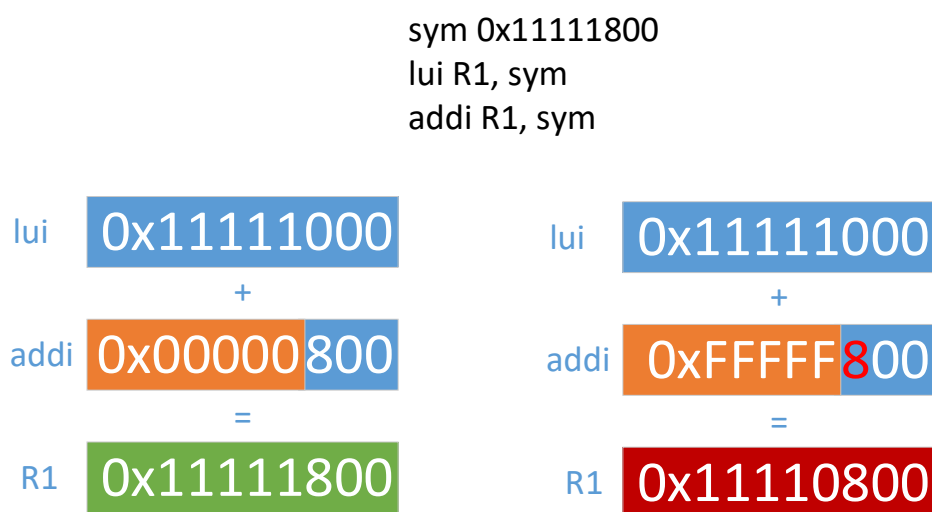 sym 0x11111800
lui R1, sym
addi R1, sym
lui 0x11111000
+
addi 0x00000800
=
R1 0x11111800
lui 0x11111000
+
addi 0xFFFFF800
=
R1 0x11110800